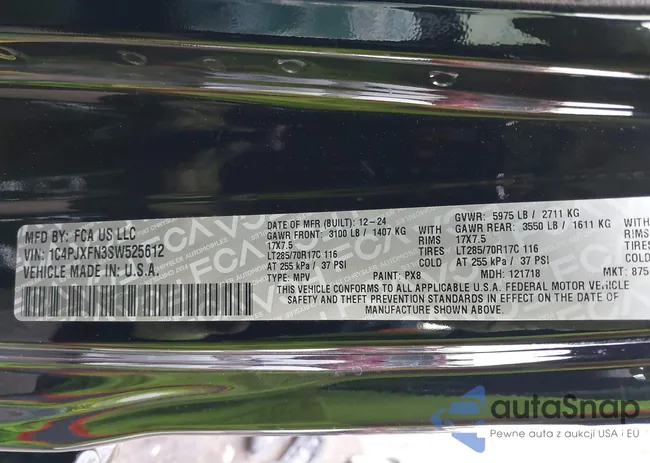 MFD BY: FCA US LLC
VIN: 1C4PJXFN3SW525612
VEHICLE MADE IN: U.S.A.
DATE OF MFR (BUILT): 12-24
GAWR FRONT: 3100 LB / 1407 KG
17X7.5
LT285/70R17C 116
AT 255 kPa / 37 PSI
TYPE: MPV
WITH
RIMS
TIRES
PAINT: PX8
GVWR: 5975 LB / 2711 KG
GAWR REAR: 3550 LB / 1611 KG
17X7.5
LT285/70R17C 116
AT 255 kPa / 37 PSI
WITH
RIMS
TIRES
MDH: 121718
MKT: 875
THIS VEHICLE CONFORMS TO ALL APPLICABLE U.S.A. FEDERAL MOTOR VEHICLE
SAFETY AND THEFT PREVENTION STANDARDS IN EFFECT ON THE DATE OF
MANUFACTURE SHOWN ABOVE.
autaSnap
Pewne auta z aukcji USA i EU